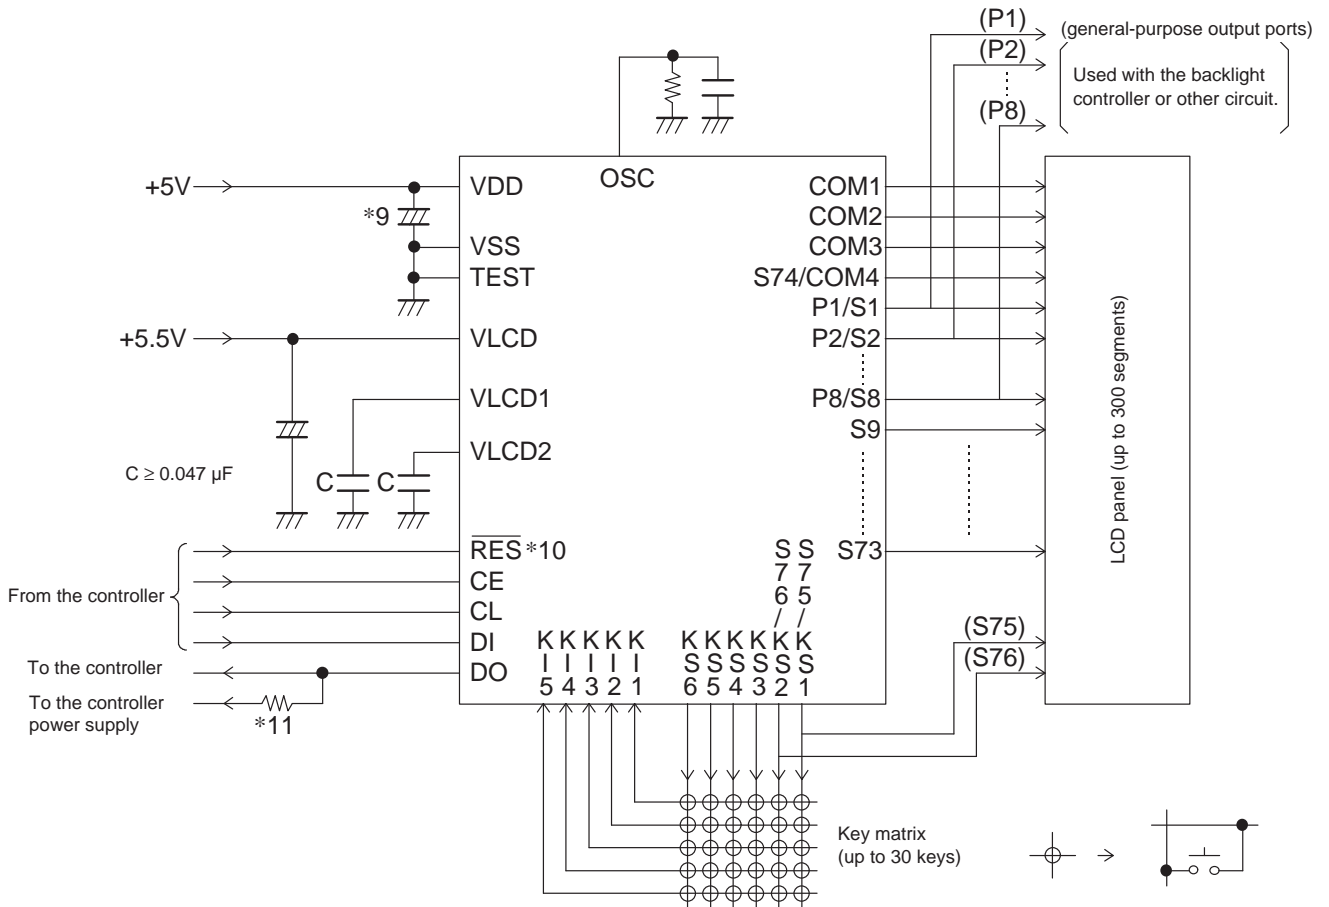 (P1)
(general-purpose output ports)
(P2)
Used with the backlight
controller or other circuit.
(P8)
OSC
+5V
VDD
COM1
*9
COM2
VSS
COM3
TEST
S74/COM4
P1/S1
+5.5V
VLCD
P2/S2
VLCD1
P8/S8
S9
VLCD2
C ≥ 0.047 µF
C
C
LCD panel (up to 300 segments)
RES *10
S73
From the controller
CE
CL
DI
To the controller
DO
To the controller
power supply
*11
KI5
KI4
KI3
KI2
KI1
KS6
KS5
KS4
KS3
S76/KS2
S75/KS1
(S75)
(S76)
Key matrix
(up to 30 keys)